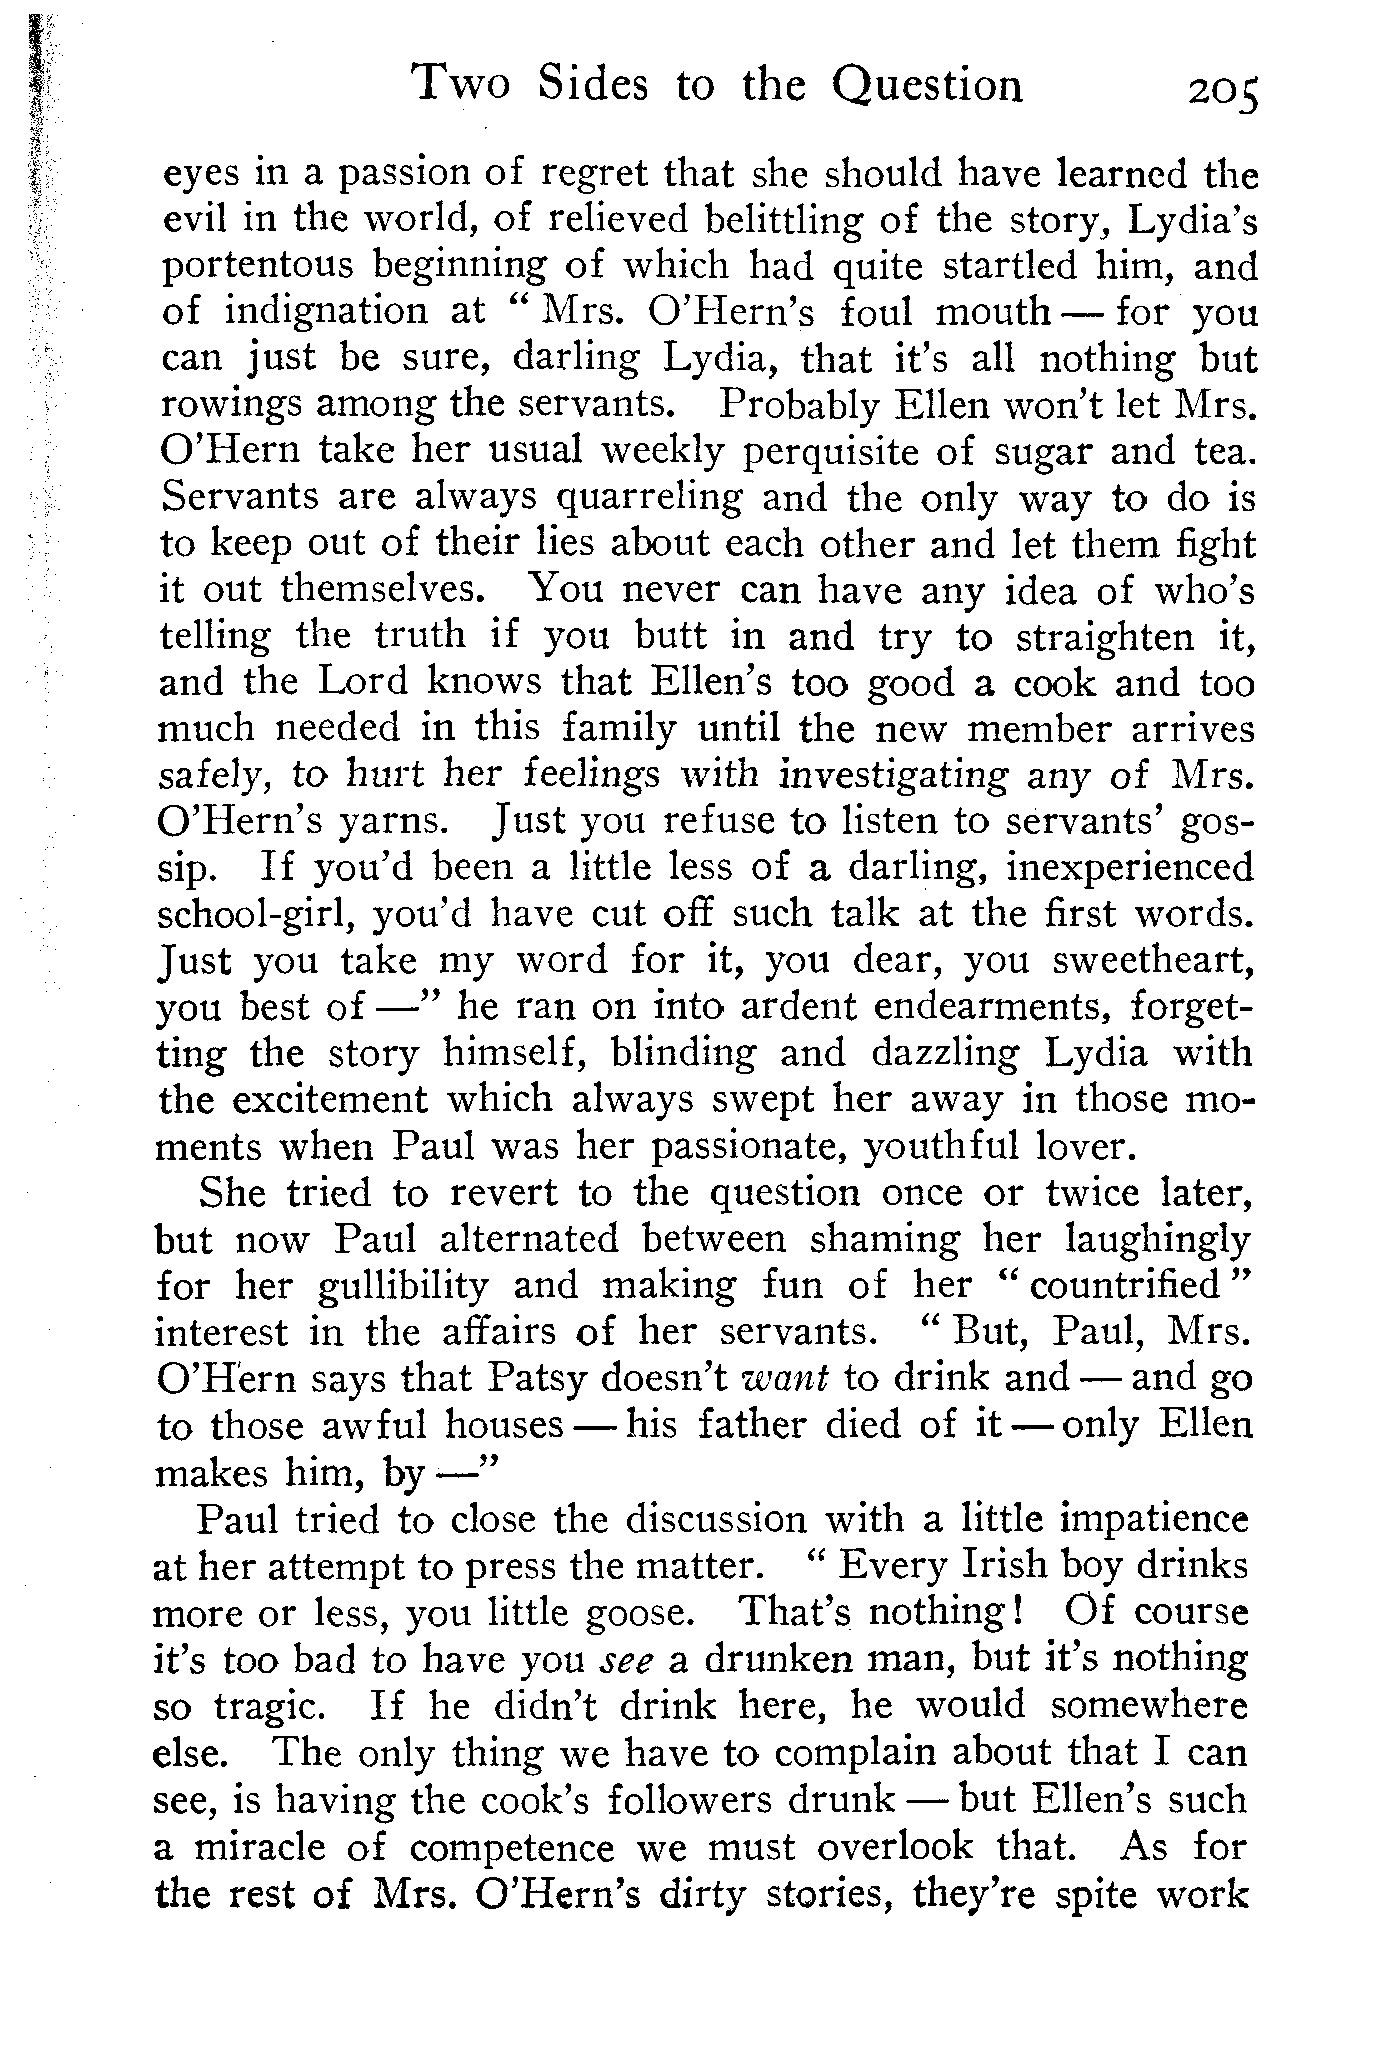 Two Sides to the Question 205
eyes in a passion of regret that she should have learned the
evil in the world, of relieved belittling of the story, Lydia's
portentous beginning of which had quite startled him, and
of indignation at “ Mrs. O'Hern's foul mouth — for you
can just be sure, darling Lydia, that it's all nothing but
rowings among the servants. Probably Ellen won't let Mrs.
O'Hern take her usual weekly perquisite of sugar and tea.
Servants are always quarreling and the only way to do is
to keep out of their lies about each other and let them fight
it out themselves. You never can have any idea of who's
telling the truth if you butt in and try to straighten it,
and the Lord knows that Ellen's too good a cook and too
much needed in this family until the new member arrives
safely, to hurt her feelings with investigating any of Mrs.
O'Hern's yarns. Just you refuse to listen to servants' gos-
sip. If you'd been a little less of a darling, inexperienced
school-girl, you'd have cut off such talk at the first words.
Just you take my word for it, you dear, you sweetheart,
you best of —” he ran on into ardent endearments, forget-
ting the story himself, blinding and dazzling Lydia with
the excitement which always swept her away in those mo-
ments when Paul was her passionate, youthful lover.
She tried to revert to the question once or twice later,
but now Paul alternated between shaming her laughingly
for her gullibility and making fun of her “ countrified ”
interest in the affairs of her servants. “ But, Paul, Mrs.
O'Hern says that Patsy doesn't want to drink and — and go
to those awful houses — his father died of it — only Ellen
makes him, by —”
Paul tried to close the discussion with a little impatience
at her attempt to press the matter. “ Every Irish boy drinks
more or less, you little goose. That's nothing! Of course
it's too bad to have you see a drunken man, but it's nothing
so tragic. If he didn't drink here, he would somewhere
else. The only thing we have to complain about that I can
see, is having the cook's followers drunk — but Ellen's such
a miracle of competence we must overlook that. As for
the rest of Mrs. O'Hern's dirty stories, they're spite work